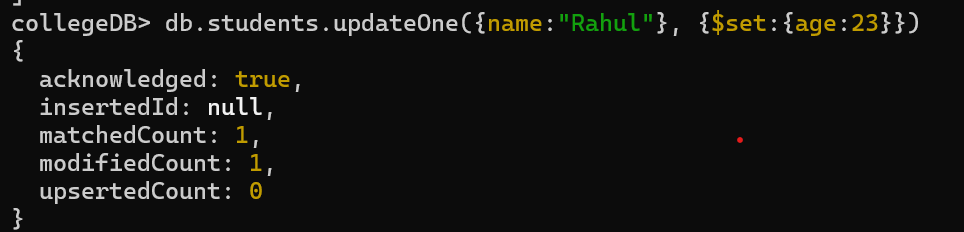 collegeDB> db.students.updateOne({name:"Rahul"}, {$set:{age:23}})
{
  acknowledged: true,
  insertedId: null,
  matchedCount: 1,
  modifiedCount: 1,
  upsertedCount: 0
}